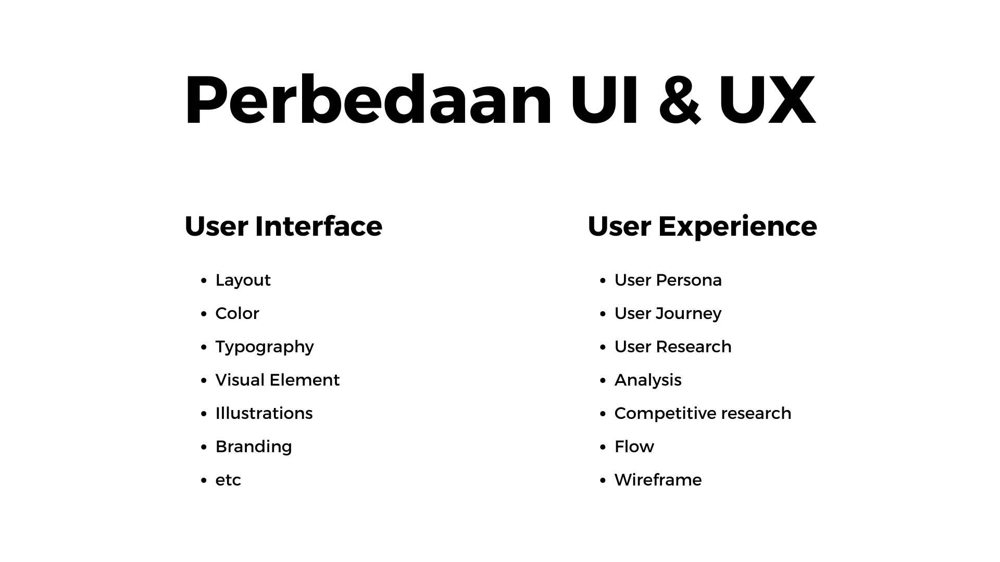 Perbedaan UI & UX
User Interface
• Layout
• Color
• Typography
• Visual Element
• Illustrations
• Branding
• etc
User Experience
• User Persona
• User Journey
• User Research
• Analysis
• Competitive research
• Flow
• Wireframe